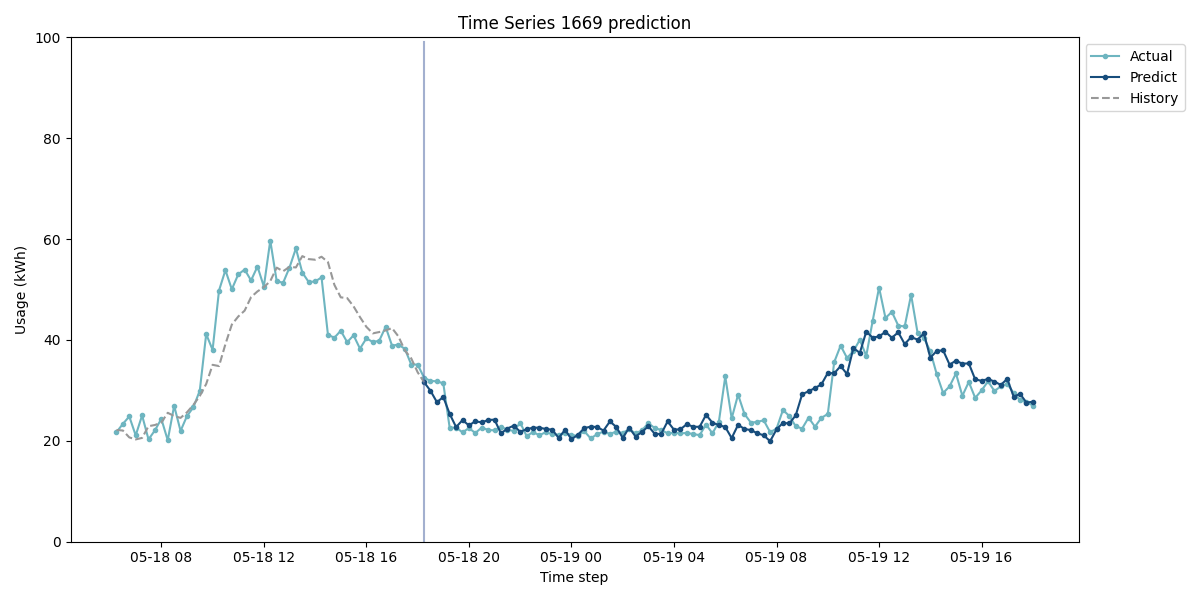 Time Series 1669 prediction
100
80
60
40
20
0
Usage (kWh)
05-18 08
05-18 12
05-18 16
05-18 20
05-19 00
05-19 04
05-19 08
05-19 12
05-19 16
Time step
Actual
Predict
History